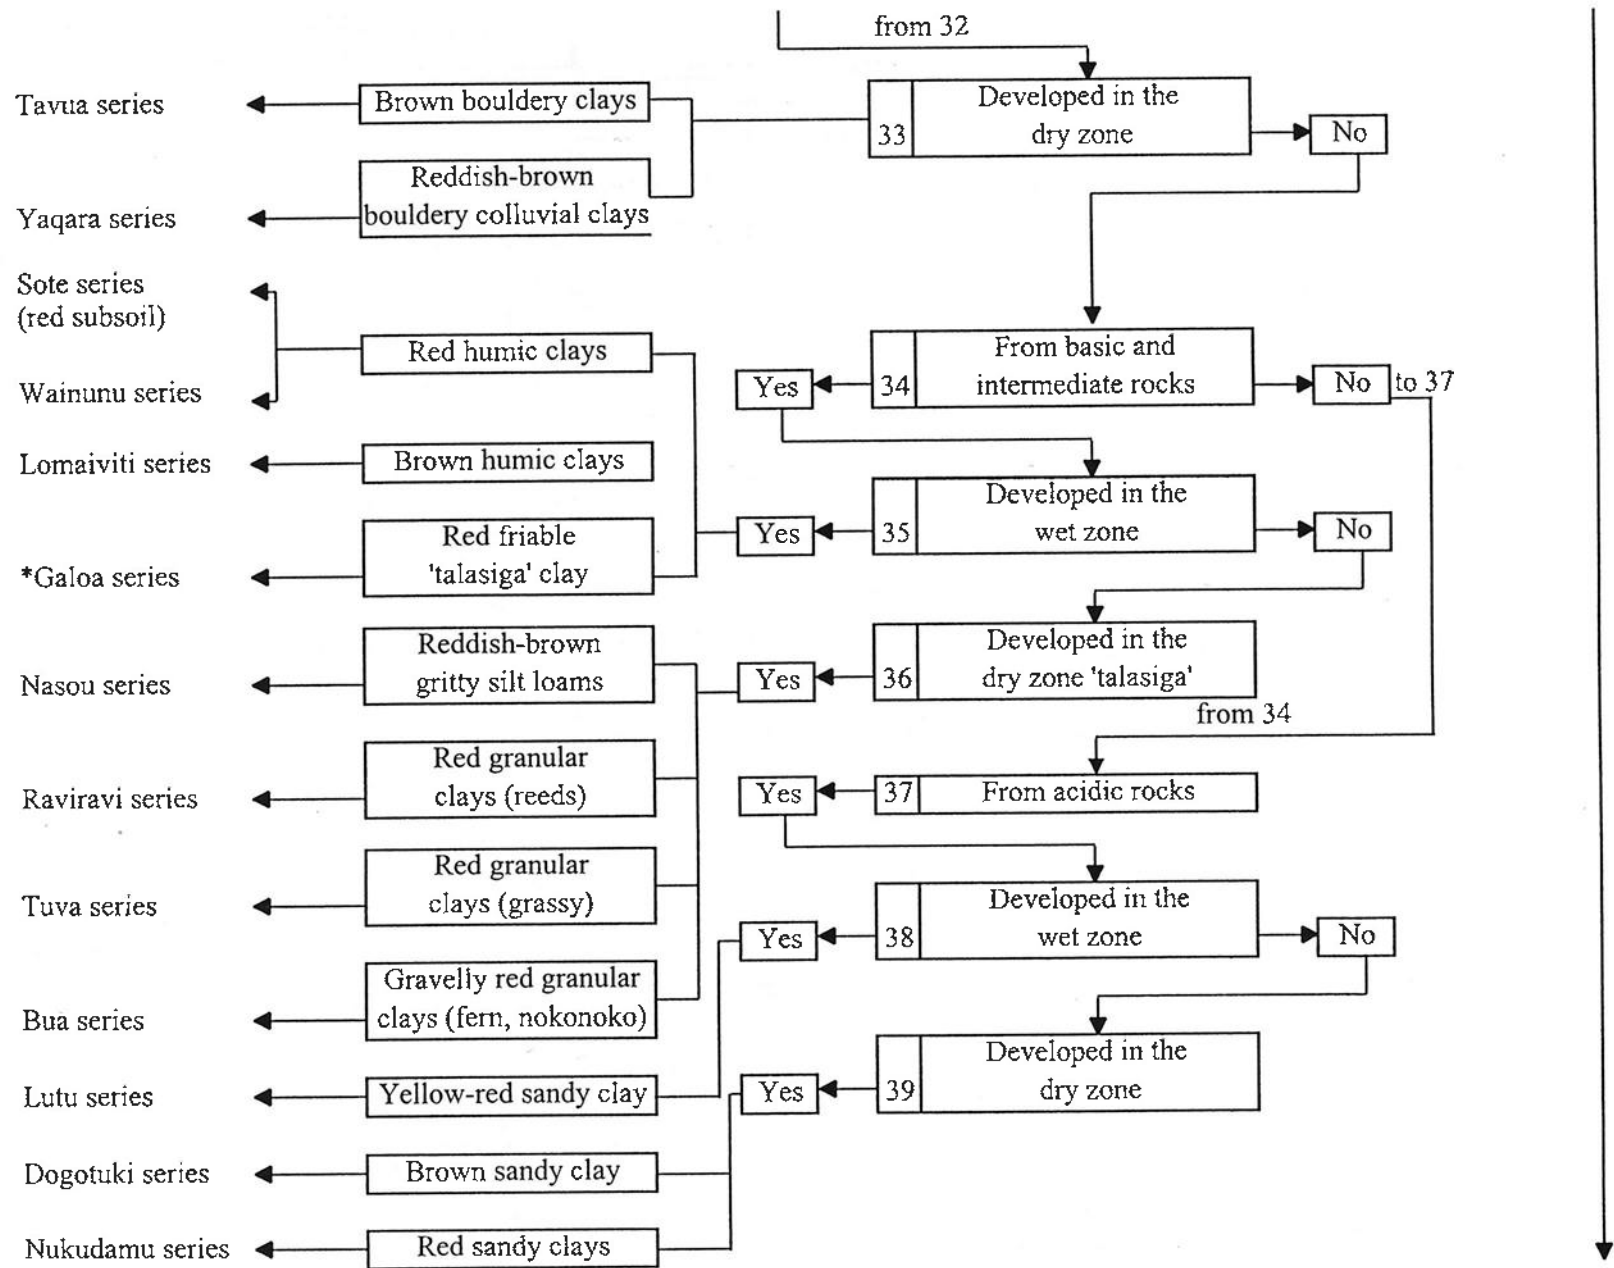 from 32
Tavua series
Brown bouldery clays
33
Developed in the
dry zone
No
Yaqara series
Reddish-brown
bouldery colluvial clays
Sote series
(red subsoil)
Wainunu series
Red humic clays
Yes
34
From basic and
intermediate rocks
No
to 37
Lomaiviti series
Brown humic clays
Yes
35
Developed in the
wet zone
No
*Galoa series
Red friable
'talasiga' clay
Nasou series
Reddish-brown
gritty silt loams
Yes
36
Developed in the
dry zone 'talasiga'
from 34
Raviravi series
Red granular
clays (reeds)
Yes
37
From acidic rocks
Tuva series
Red granular
clays (grassy)
Yes
38
Developed in the
wet zone
No
Bua series
Gravelly red granular
clays (fern, nokonoko)
Lutu series
Yellow-red sandy clay
Yes
39
Developed in the
dry zone
Dogotuki series
Brown sandy clay
Nukudamu series
Red sandy clays